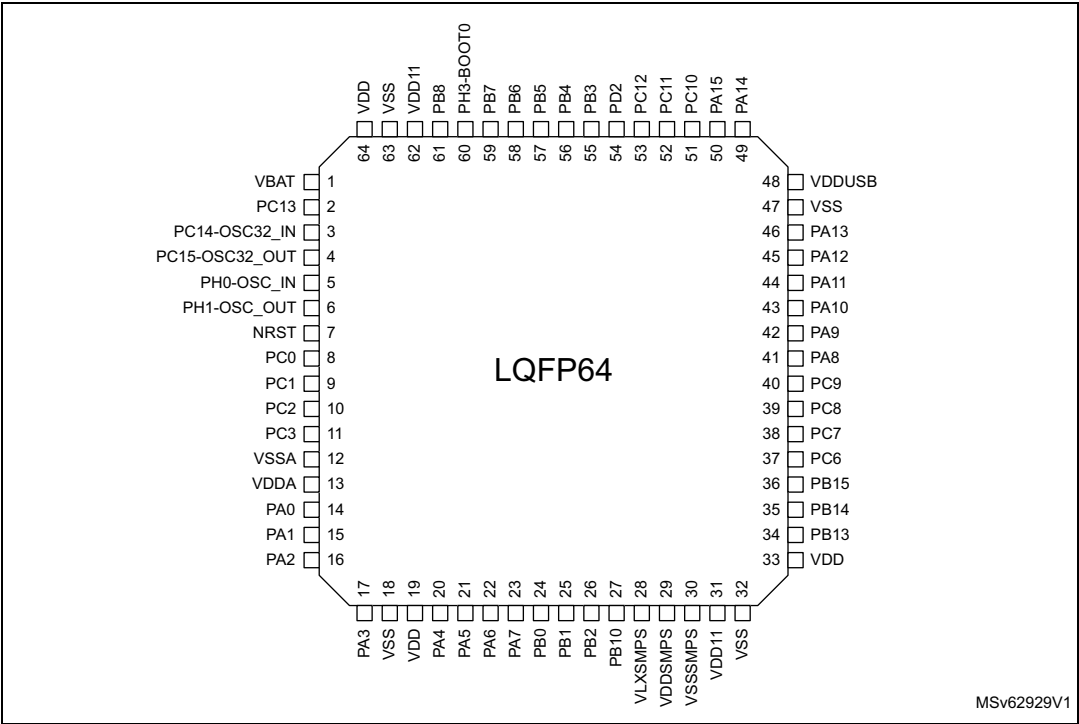 VDD
VSS
VDD11
PB8
PH3-BOOT0
PB7
PB6
PB5
PB4
PB3
PD2
PC12
PC11
PC10
PA15
PA14
64
63
62
61
60
59
58
57
56
55
54
53
52
51
50
49
VBAT 1
PC13 2
PC14-OSC32_IN 3
PC15-OSC32_OUT 4
PH0-OSC_IN 5
PH1-OSC_OUT 6
NRST 7
PC0 8
PC1 9
PC2 10
PC3 11
VSSA 12
VDDA 13
PA0 14
PA1 15
PA2 16
LQFP64
48 VDDUSB
47 VSS
46 PA13
45 PA12
44 PA11
43 PA10
42 PA9
41 PA8
40 PC9
39 PC8
38 PC7
37 PC6
36 PB15
35 PB14
34 PB13
33 VDD
17
18
19
20
21
22
23
24
25
26
27
28
29
30
31
32
PA3
VSS
VDD
PA4
PA5
PA6
PA7
PB0
PB1
PB2
PB10
VLXSMPS
VDDSMPS
VSSSMPS
VDD11
VSS
MSv62929V1